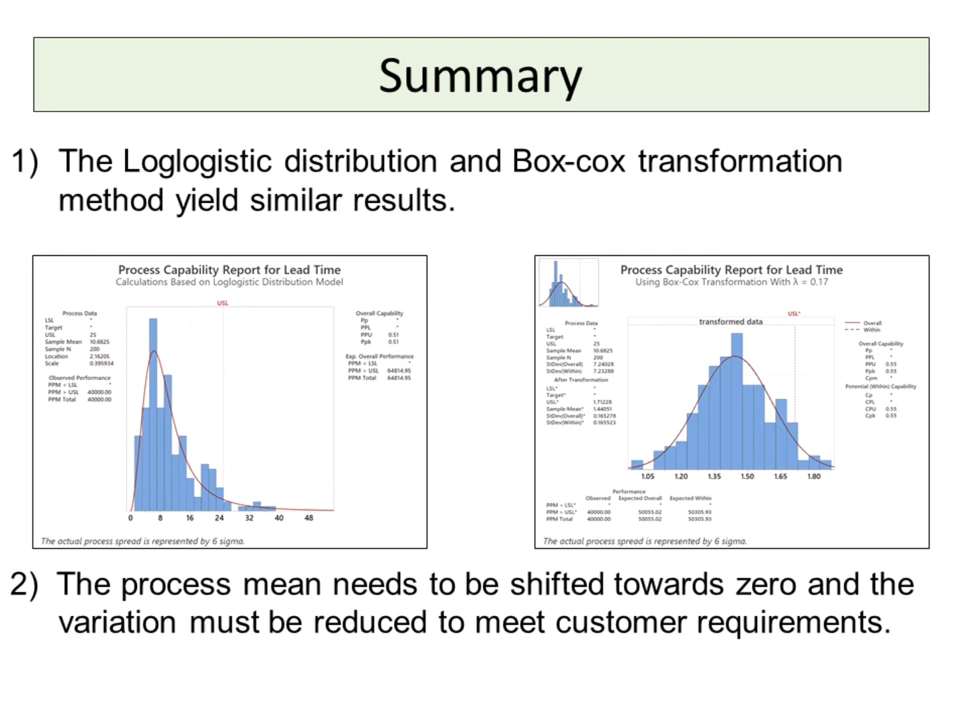 Summary
1) The Loglogistic distribution and Box-cox transformation
method yield similar results.
Process Capability Report for Lead Time
Calculations Based on Loglogistic Distribution Model
USL
Process Data
LSL *
Target *
USL 25
Sample Mean 10.6825
Sample N 200
Location 2.16205
Scale 0.395934
Observed Performance
PPM < LSL *
PPM > USL 40000.00
PPM Total 40000.00
Overall Capability
Pp *
PPL *
PPU 0.51
Ppk 0.51
Exp. Overall Performance
PPM < LSL *
PPM > USL 64814.95
PPM Total 64814.95
0 8 16 24 32 40 48
The actual process spread is represented by 6 sigma.
Process Capability Report for Lead Time
Using Box-Cox Transformation With λ = 0.17
USL*
transformed data
Process Data
LSL *
Target *
USL 25
Sample Mean 10.6825
Sample N 200
StDev(Overall) 7.24028
StDev(Within) 7.23288
After Transformation
LSL* *
Target* *
USL* 1.71228
Sample Mean* 1.44051
StDev(Overall)* 0.165278
StDev(Within)* 0.165523
Overall
Within
Overall Capability
Pp *
PPL *
PPU 0.55
Ppk 0.55
Cpm *
Potential (Within) Capability
Cp *
CPL *
CPU 0.55
Cpk 0.55
1.05 1.20 1.35 1.50 1.65 1.80
Performance
Observed Expected Overall Expected Within
PPM < LSL* * * *
PPM > USL* 40000.00 50055.02 50305.93
PPM Total 40000.00 50055.02 50305.93
The actual process spread is represented by 6 sigma.
2) The process mean needs to be shifted towards zero and the
variation must be reduced to meet customer requirements.